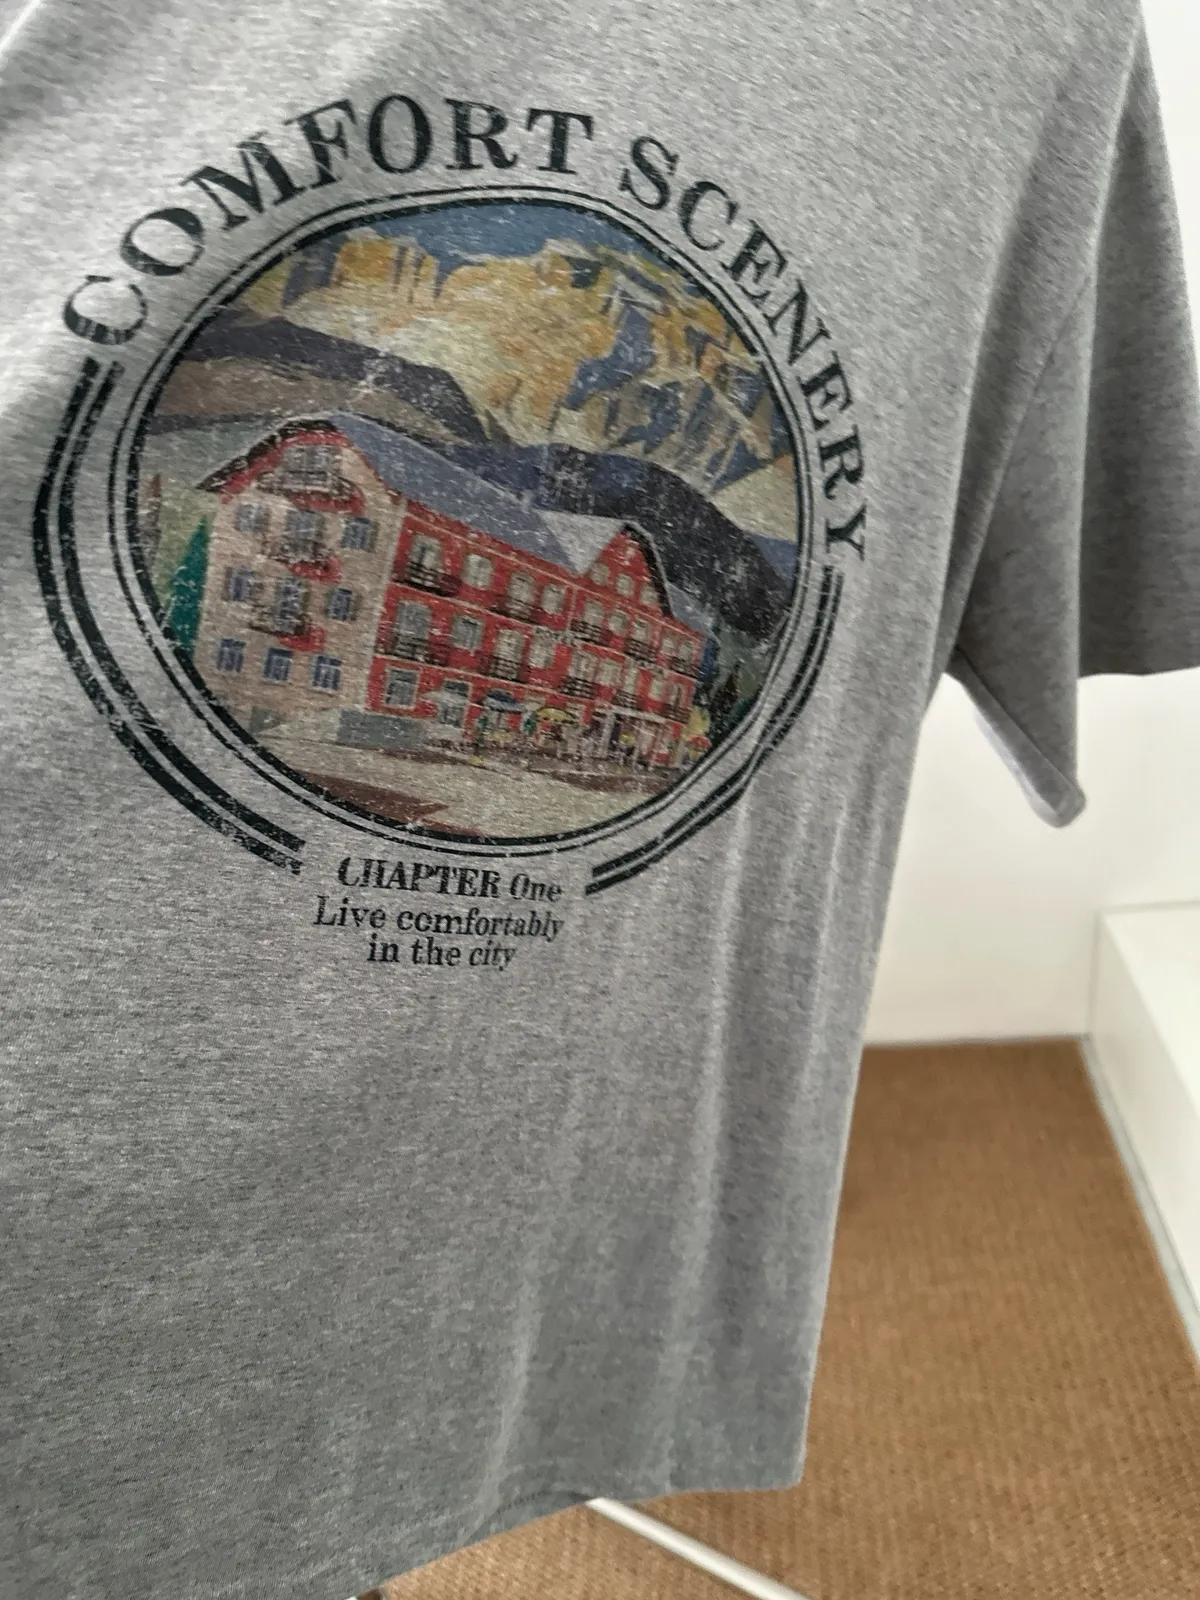 COMFORT SCENERY
CHAPTER One
Live comfortably
in the city